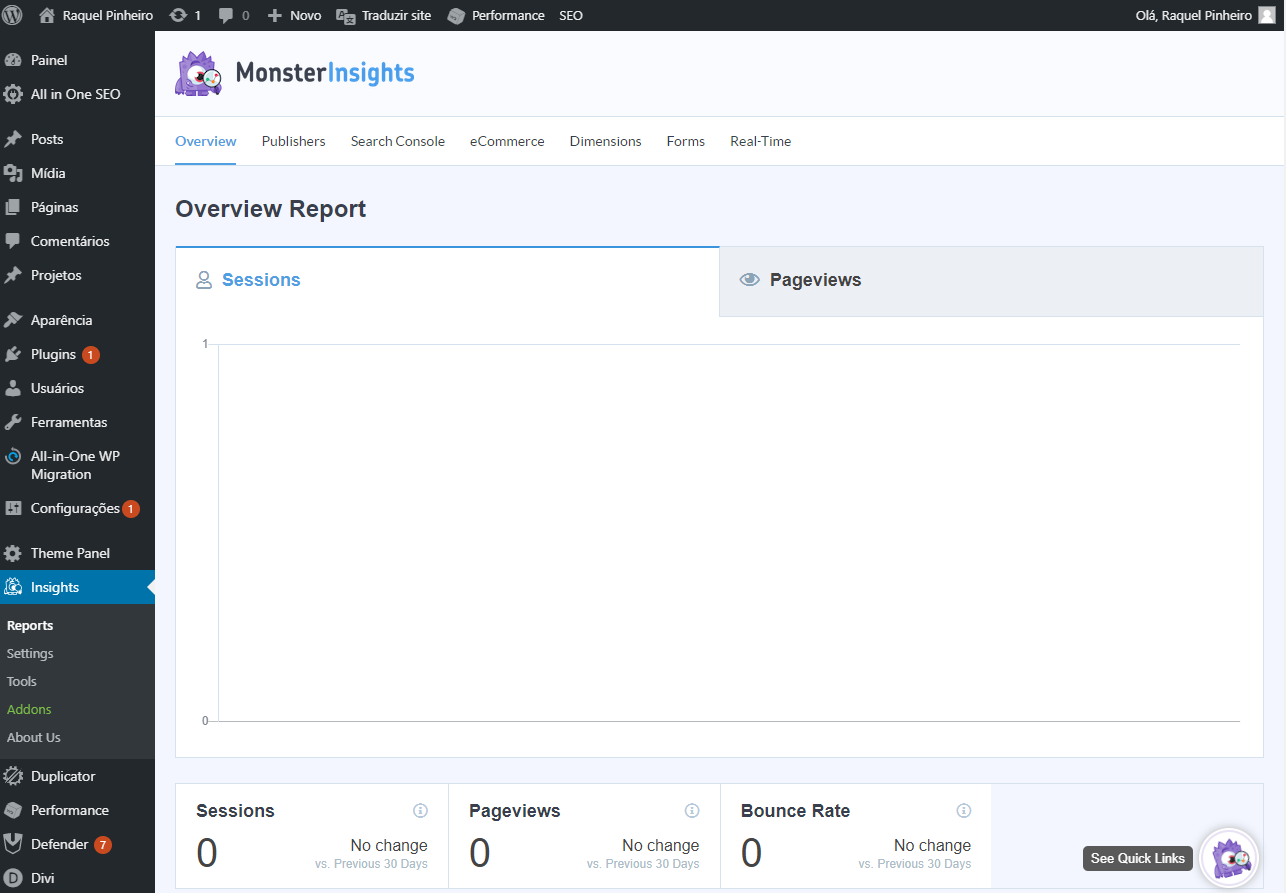 Raquel Pinheiro 1 0 Novo Traduzir site Performance SEO Olá, Raquel Pinheiro
Painel
All in One SEO
Posts
Mídia
Páginas
Comentários
Projetos
Aparência
Plugins 1
Usuários
Ferramentas
All-in-One WP
Migration
Configurações 1
Theme Panel
Insights
Reports
Settings
Tools
Addons
About Us
Duplicator
Performance
Defender 7
Divi
MonsterInsights
Overview Publishers Search Console eCommerce Dimensions Forms Real-Time
Overview Report
Sessions Pageviews
1
0
Sessions
0 No change
vs. Previous 30 Days
Pageviews
0 No change
vs. Previous 30 Days
Bounce Rate
0 No change
vs. Previous 30 Days
See Quick Links